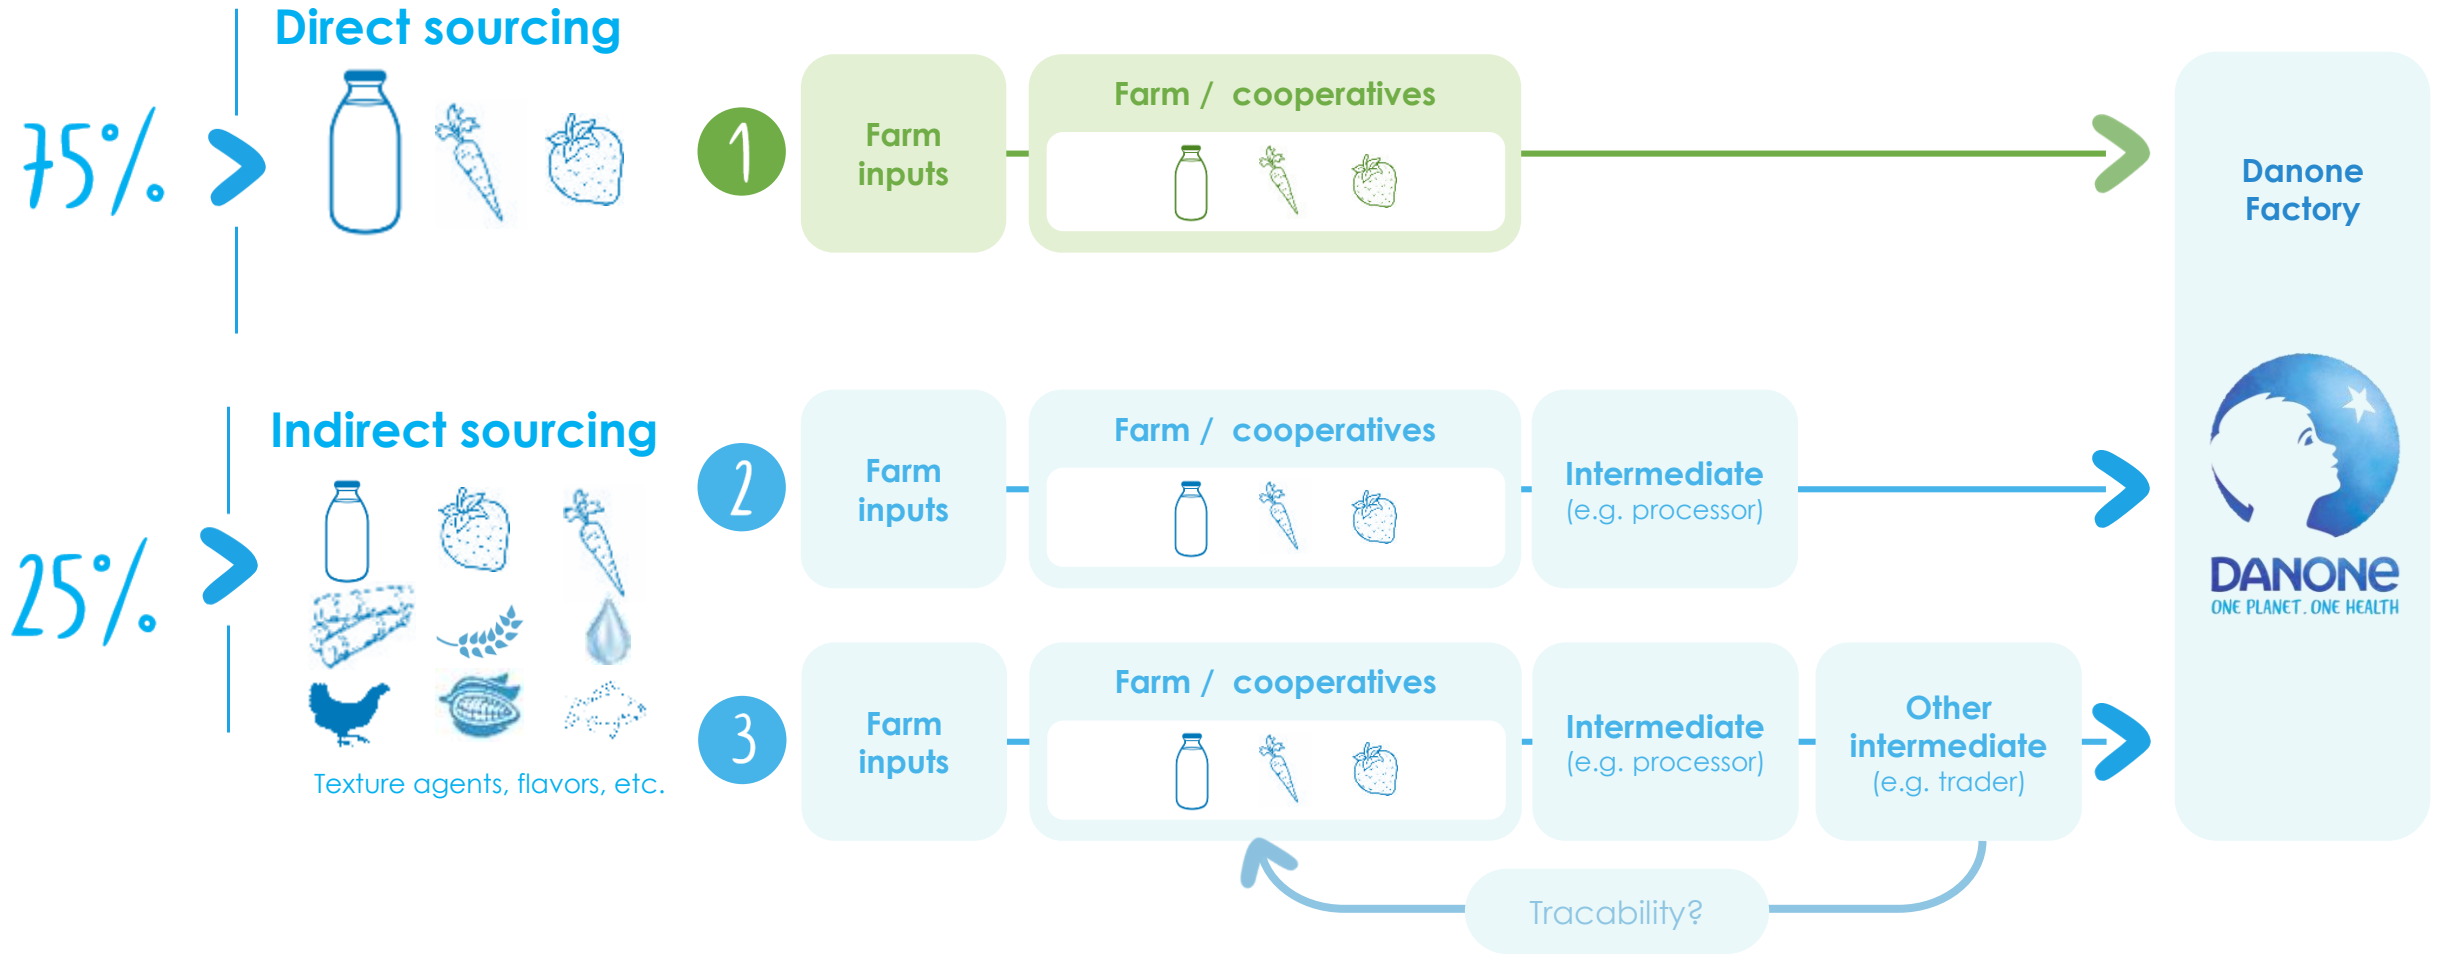 Direct sourcing
75%
1
Farm
inputs
Farm / cooperatives
Danone
Factory
Indirect sourcing
25%
Texture agents, flavors, etc.
2
Farm
inputs
Farm / cooperatives
Intermediate
(e.g. processor)
3
Farm
inputs
Farm / cooperatives
Intermediate
(e.g. processor)
Other
intermediate
(e.g. trader)
Tracability?
DANONE
ONE PLANET. ONE HEALTH